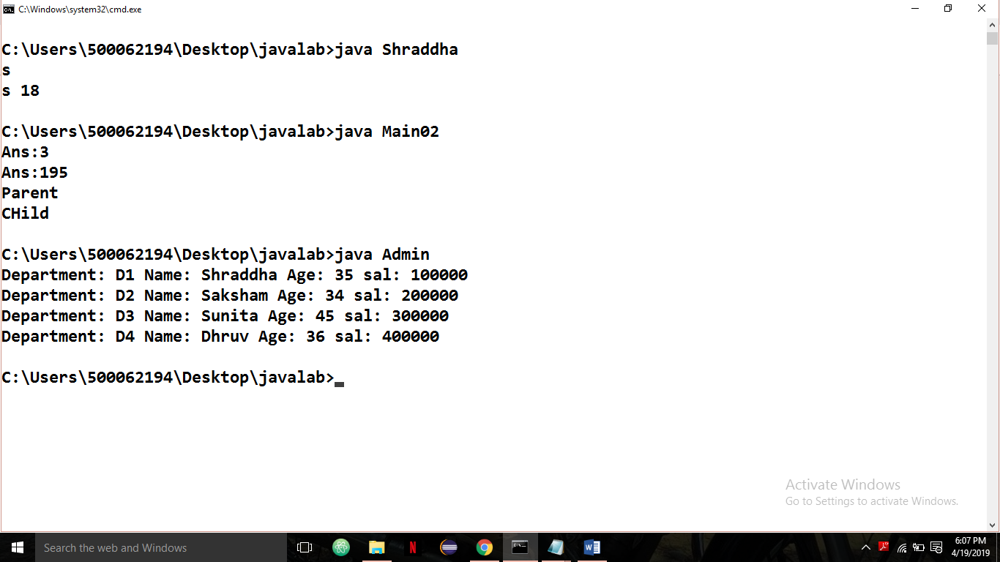 C:\Windows\system32\cmd.exe
C:\Users\500062194\Desktop\javalab>java Shraddha
s
s 18
C:\Users\500062194\Desktop\javalab>java Main02
Ans:3
Ans:195
Parent
CHild
C:\Users\500062194\Desktop\javalab>java Admin
Department: D1 Name: Shraddha Age: 35 sal: 100000
Department: D2 Name: Saksham Age: 34 sal: 200000
Department: D3 Name: Sunita Age: 45 sal: 300000
Department: D4 Name: Dhruv Age: 36 sal: 400000
C:\Users\500062194\Desktop\javalab>
Activate Windows
Go to Settings to activate Windows.
Search the web and Windows
6:07 PM
4/19/2019